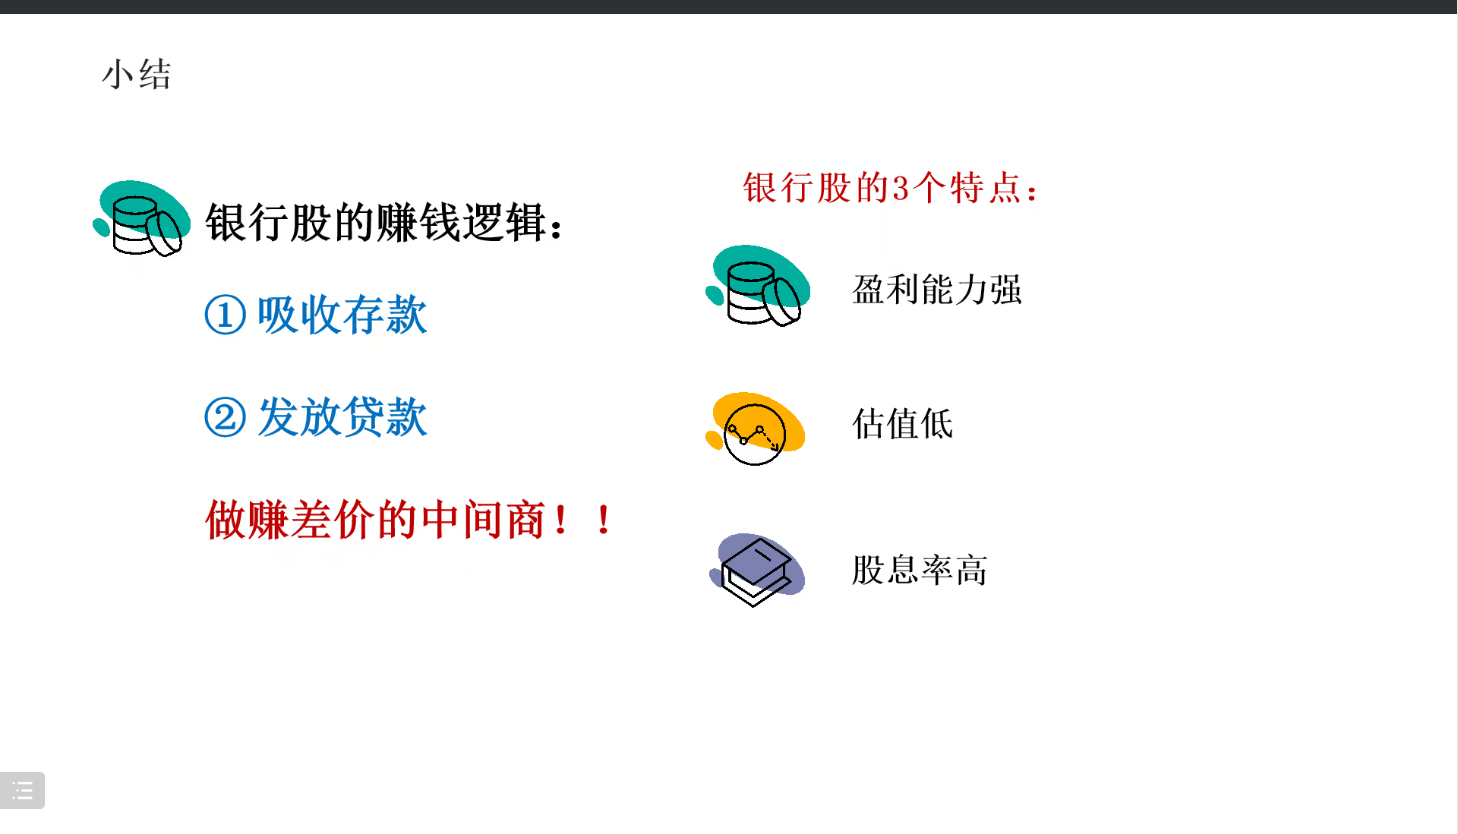 小结
银行股的赚钱逻辑：
① 吸收存款
② 发放贷款
做赚差价的中间商！！
银行股的3个特点：
盈利能力强
估值低
股息率高